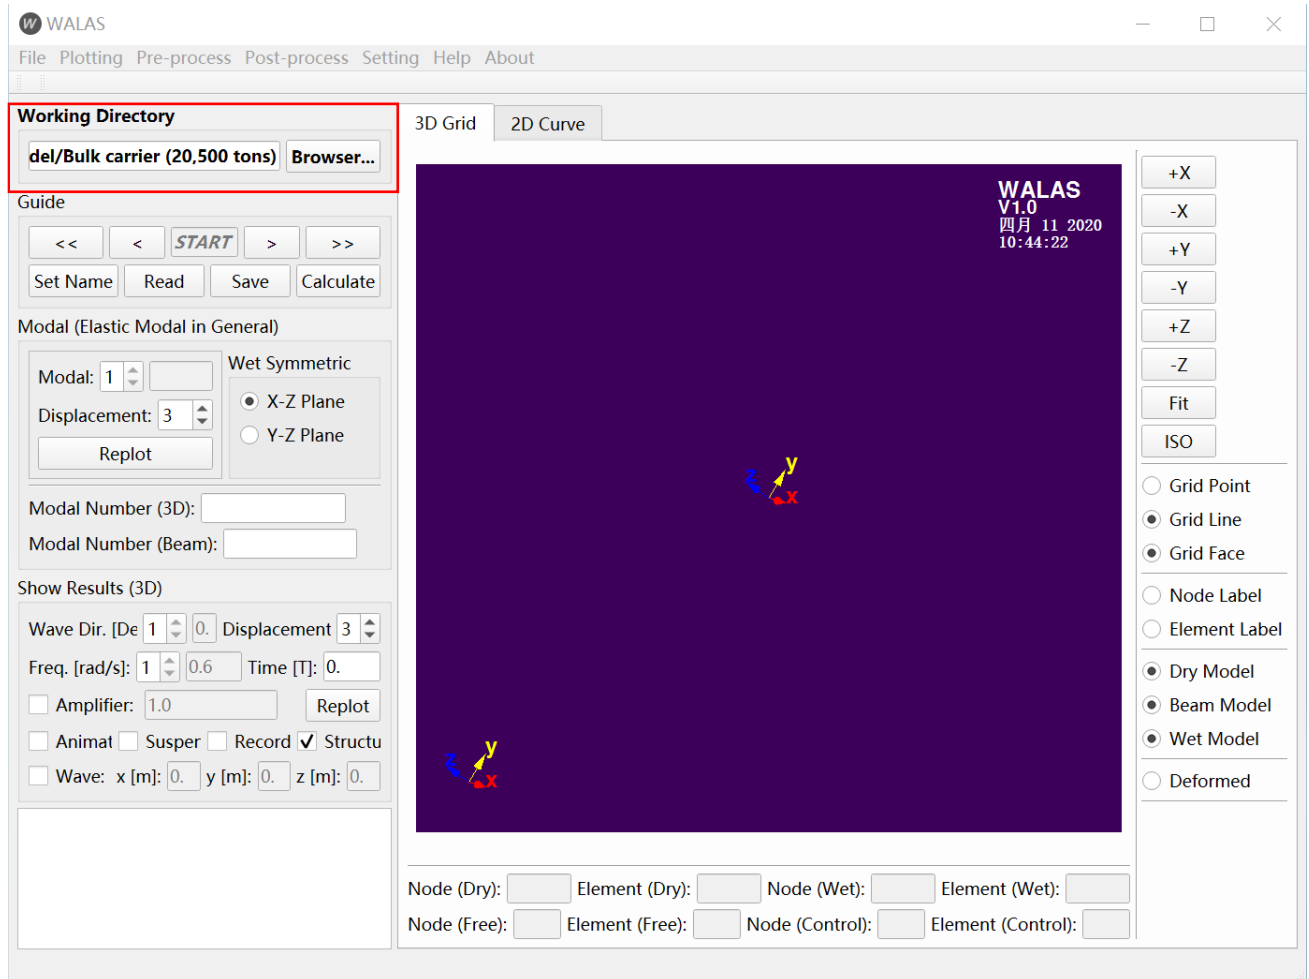 WALAS
File Plotting Pre-process Post-process Setting Help About
Working Directory
del/Bulk carrier (20,500 tons) Browser...
Guide
<< < START > >>
Set Name Read Save Calculate
Modal (Elastic Modal in General)
Modal: 1
Displacement: 3
Replot
Wet Symmetric
X-Z Plane
Y-Z Plane
Modal Number (3D):
Modal Number (Beam):
Show Results (3D)
Wave Dir. [De 1 0. Displacement 3
Freq. [rad/s]: 1 0.6 Time [T]: 0.
Amplifier: 1.0 Replot
Animat Susper Record Structu
Wave: x [m]: 0. y [m]: 0. z [m]: 0.
3D Grid 2D Curve
WALAS
V1.0
四月 11 2020
10:44:22
z y x
z y x
+X
-X
+Y
-Y
+Z
-Z
Fit
ISO
Grid Point
Grid Line
Grid Face
Node Label
Element Label
Dry Model
Beam Model
Wet Model
Deformed
Node (Dry): Element (Dry): Node (Wet): Element (Wet):
Node (Free): Element (Free): Node (Control): Element (Control):